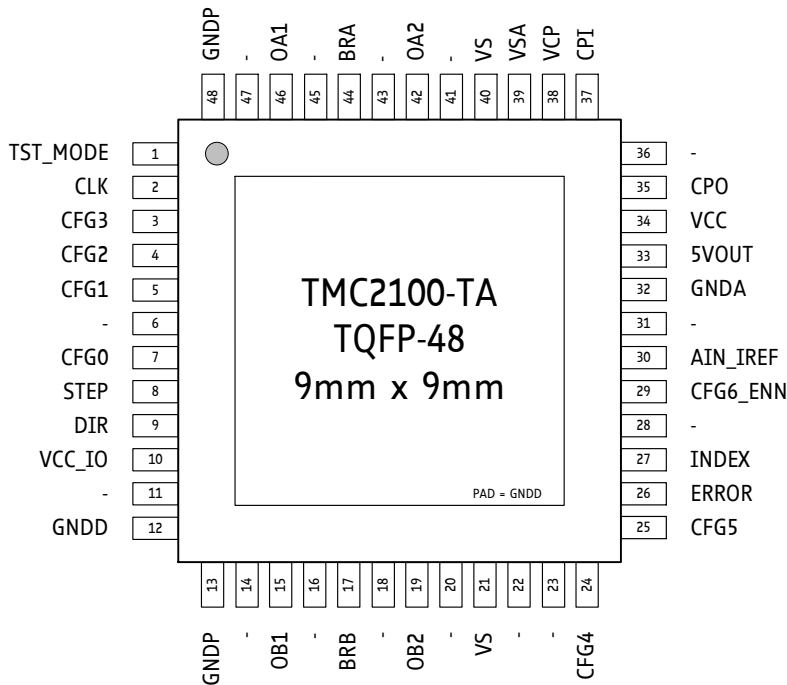 GNDP - OA1 - BRA - OA2 - VS VSA VCP CPI
48 47 46 45 44 43 42 41 40 39 38 37
TST_MODE 1
CLK 2
CFG3 3
CFG2 4
CFG1 5
- 6
CFG0 7
STEP 8
DIR 9
VCC_IO 10
- 11
GNDD 12
TMC2100-TA
TQFP-48
9mm x 9mm
PAD = GNDD
36 -
35 CPO
34 VCC
33 5VOUT
32 GNDA
31 -
30 AIN_IREF
29 CFG6_ENN
28 -
27 INDEX
26 ERROR
25 CFG5
13 14 15 16 17 18 19 20 21 22 23 24
GNDP - OB1 - BRB - OB2 - VS - - CFG4